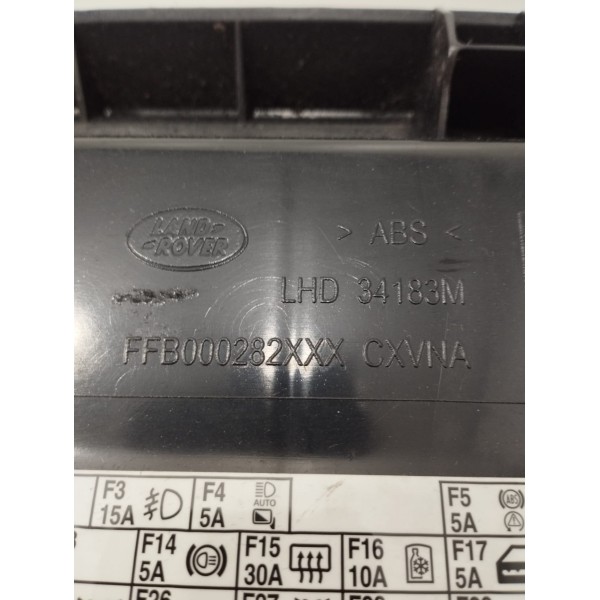 LAND-
-ROVER
> ABS <
LHD 34183M
FFB000282XXX CXVNA
F3 F4 AUTO F5 ABS
15A 5A 5A
F14 F15 F16 F17
5A 30A 10A 5A
F26